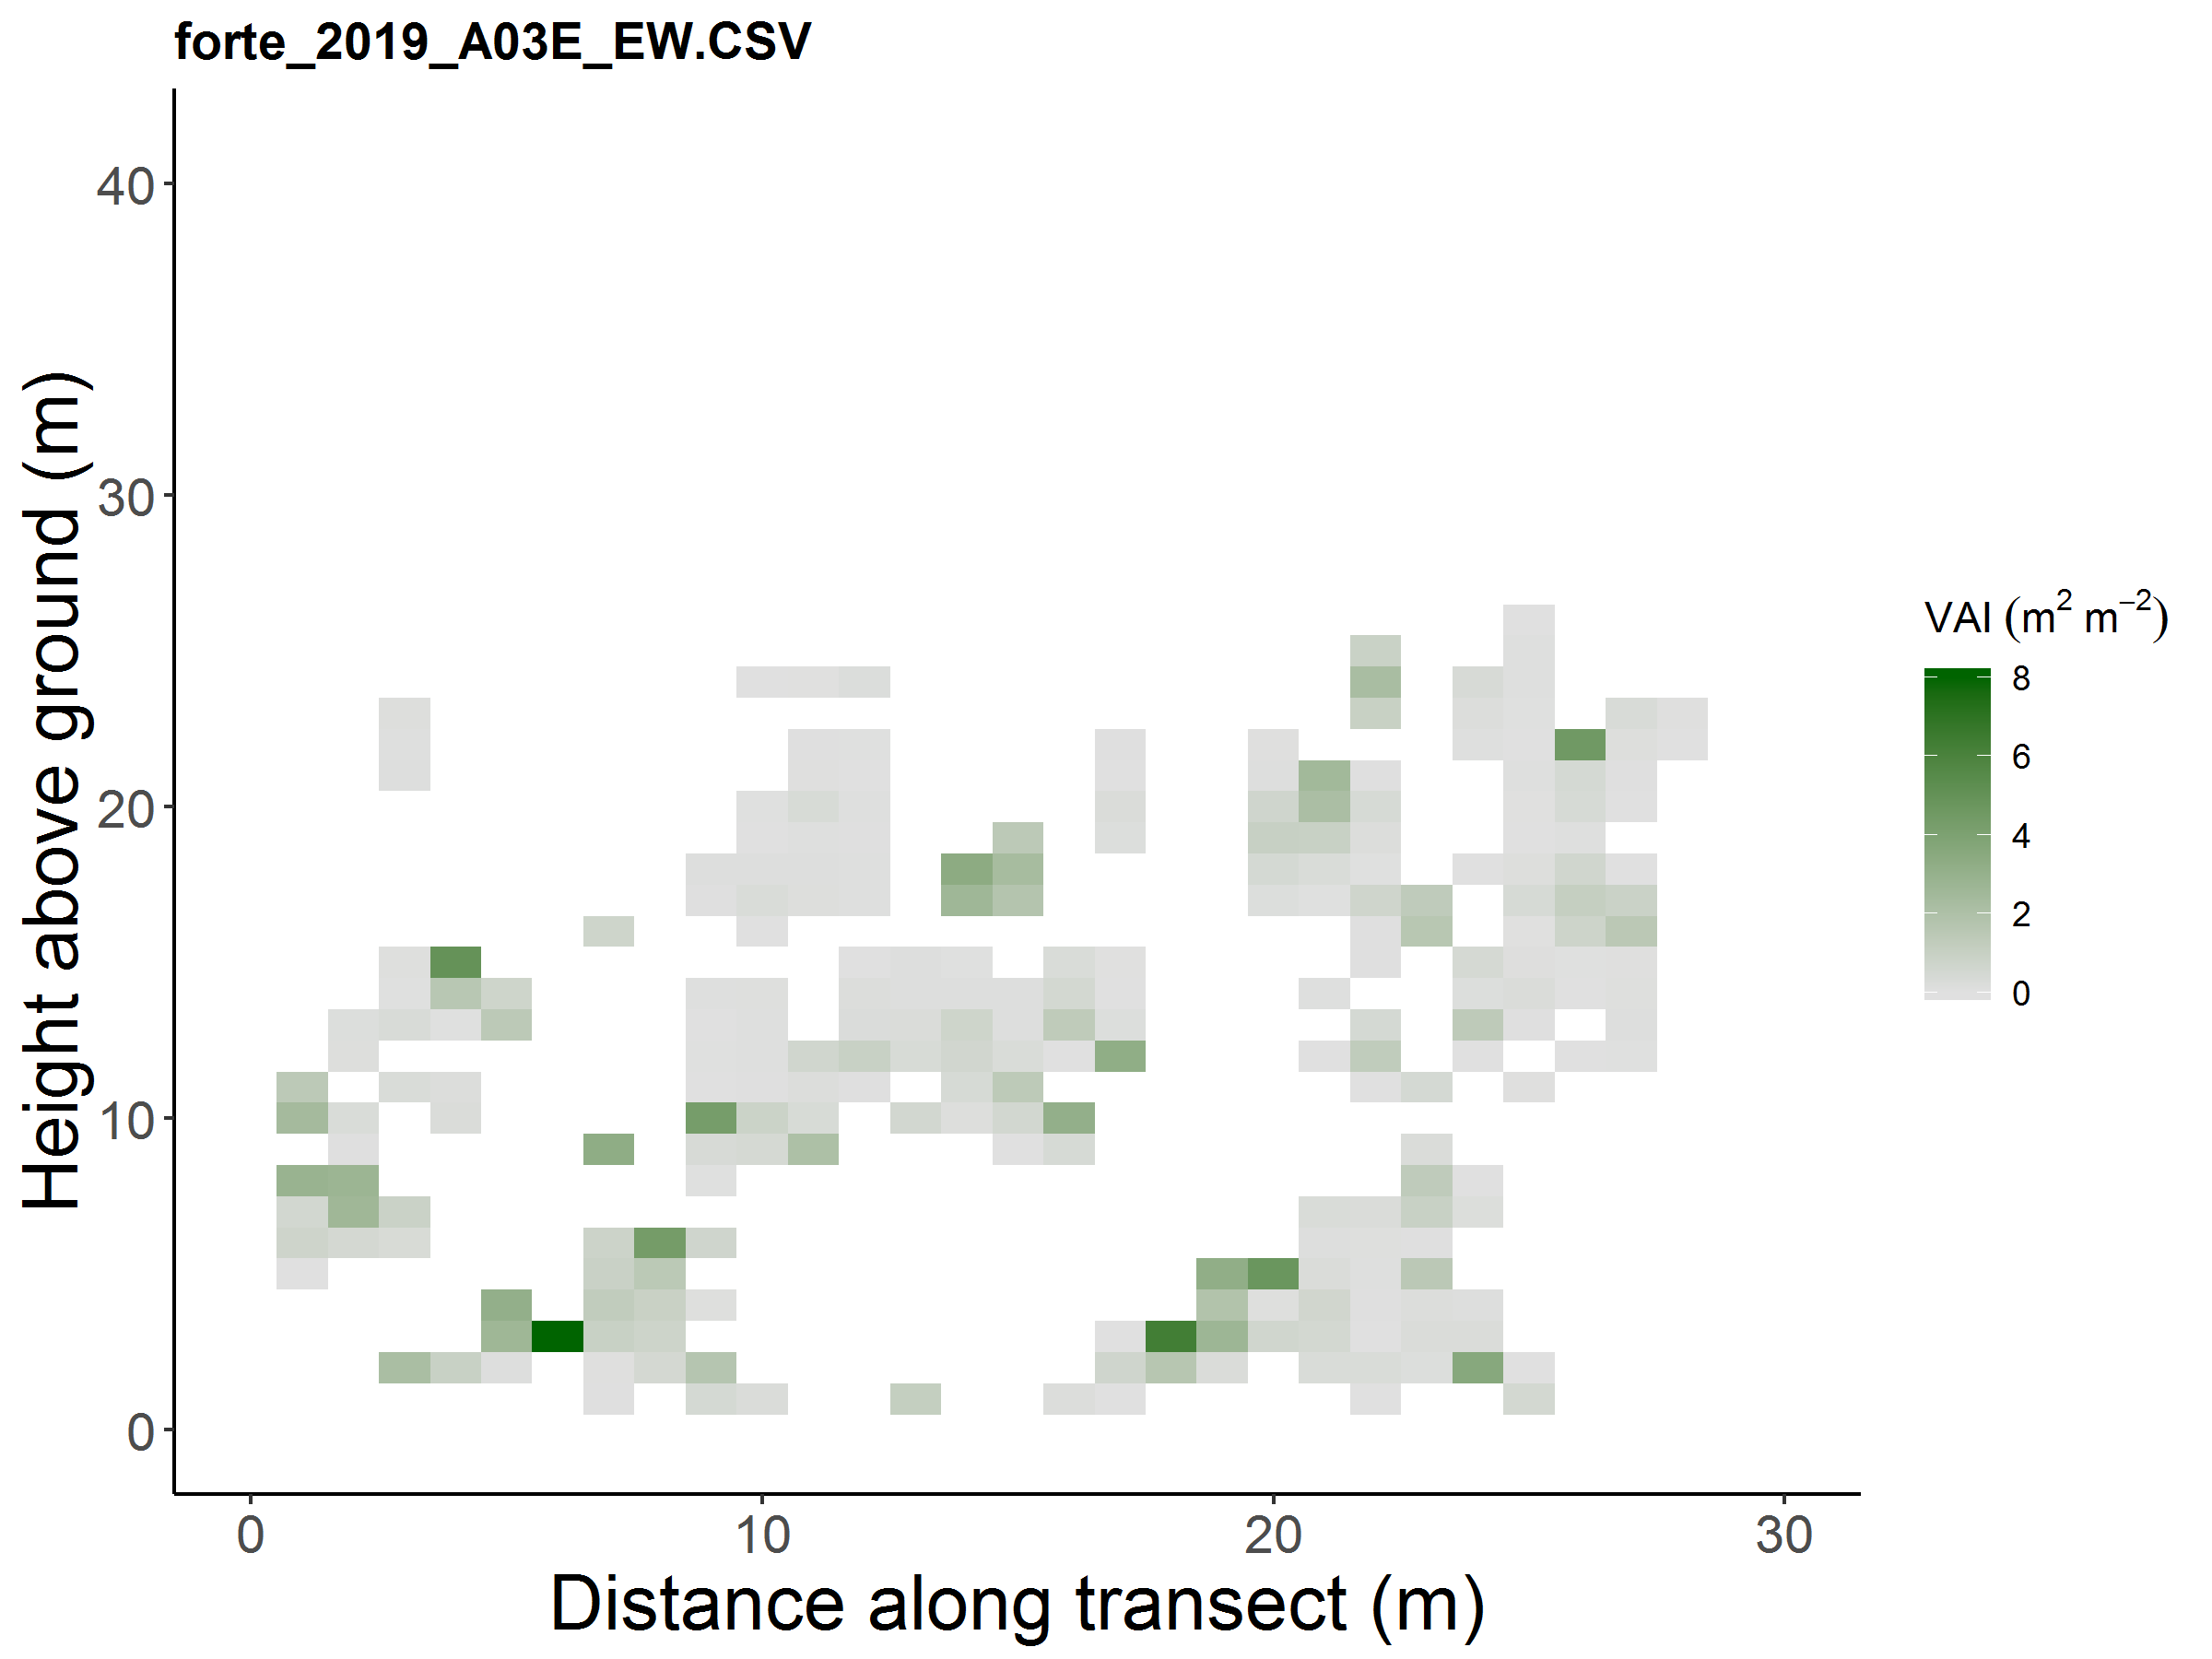 forte_2019_A03E_EW.CSV
Height above ground (m)
40
30
20
10
0
0 10 20 30
Distance along transect (m)
VAI (m² m⁻²)
8
6
4
2
0